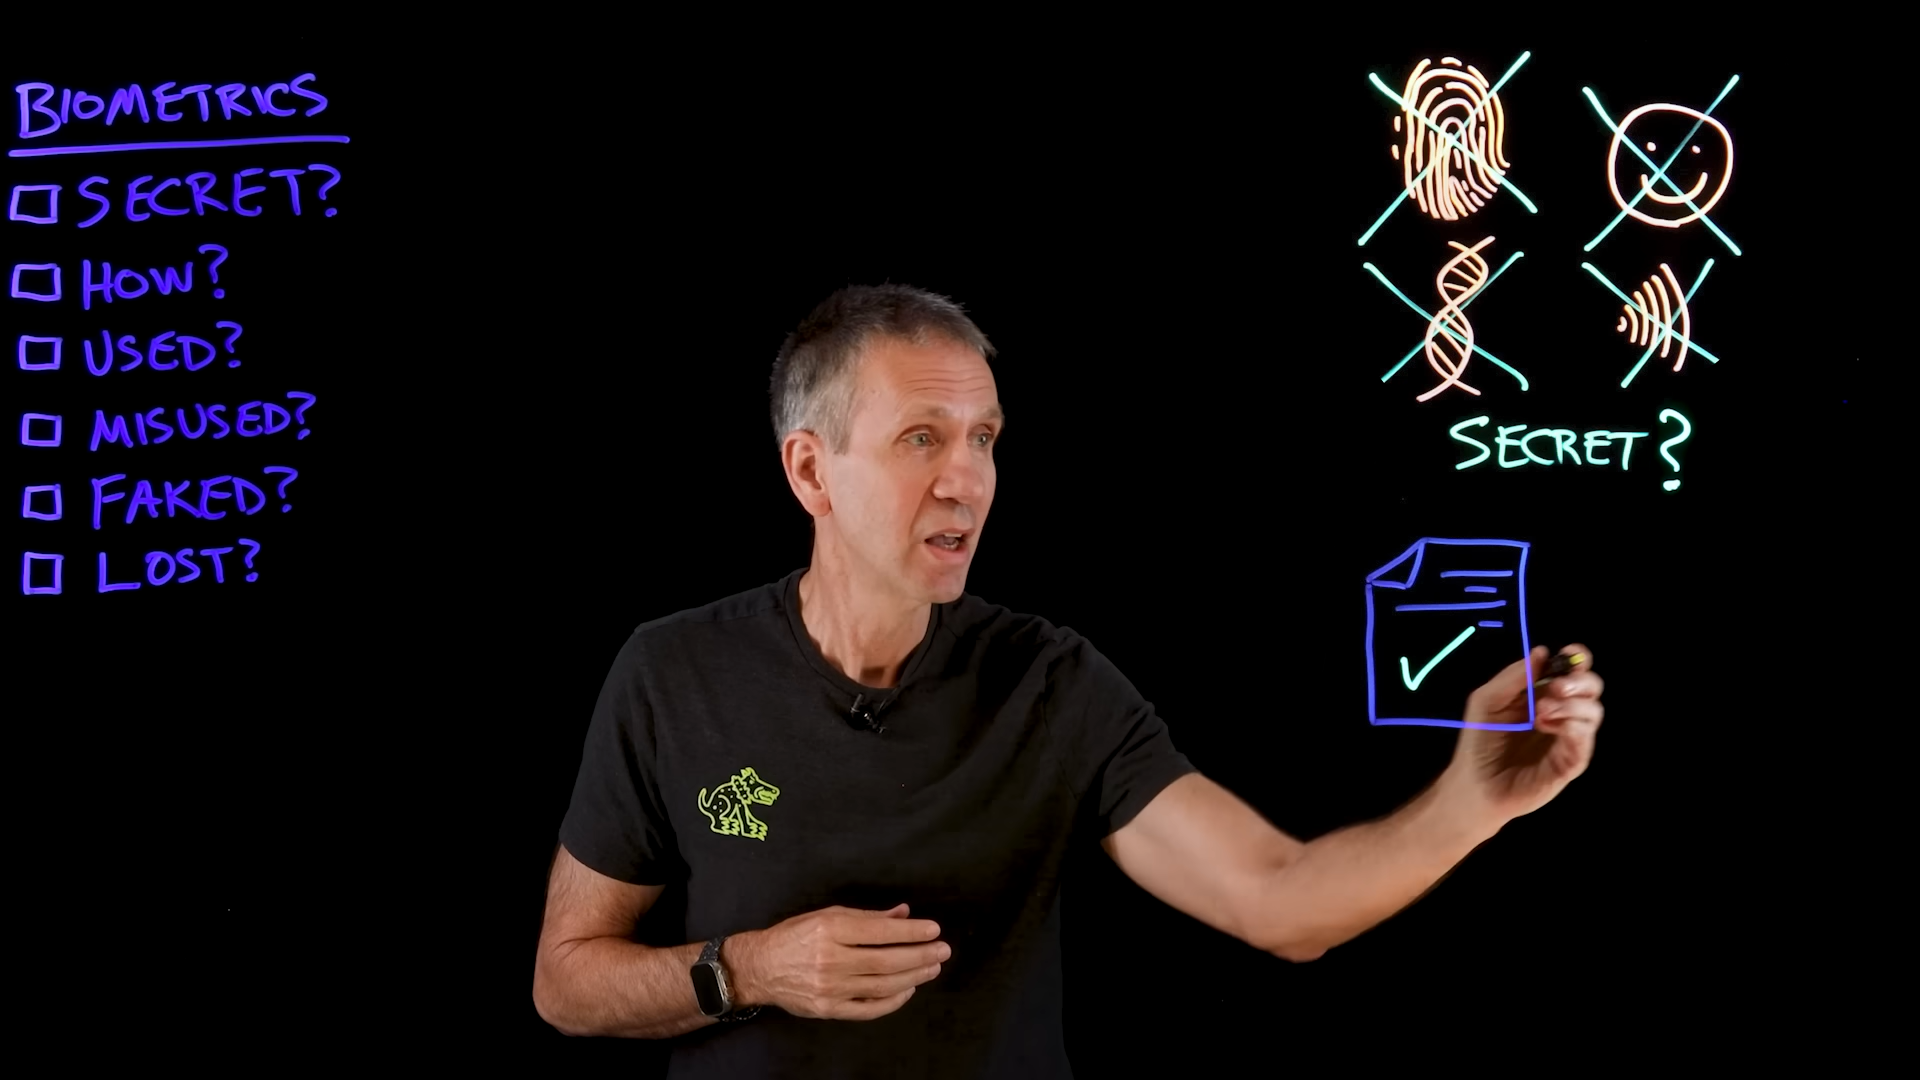 BIOMETRICS
SECRET?
HOW?
USED?
MISUSED?
FAKED?
LOST?
SECRET?